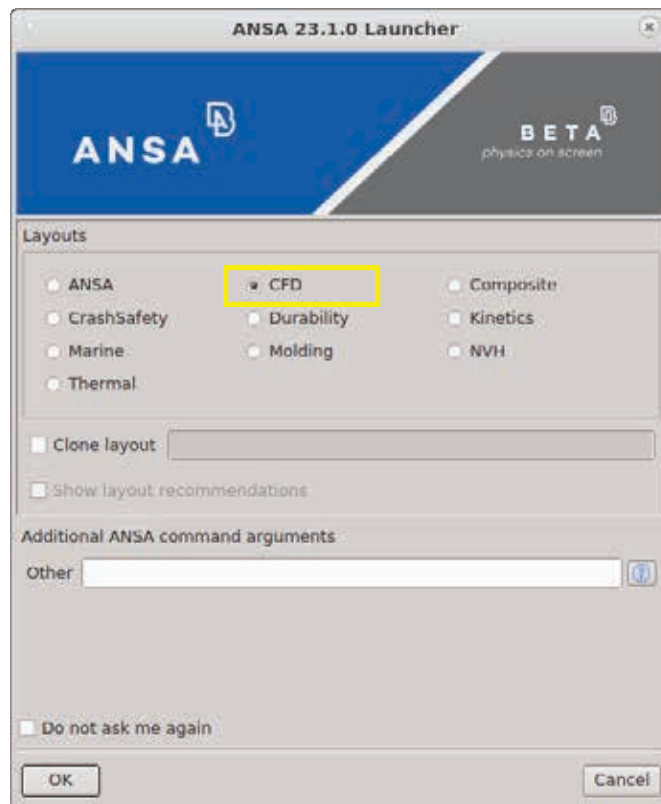 ANSA 23.1.0 Launcher
ANSA
BETA
physics on screen
Layouts
ANSA CFD Composite
CrashSafety Durability Kinetics
Marine Molding NVH
Thermal
Clone layout
Show layout recommendations
Additional ANSA command arguments
Other
Do not ask me again
OK Cancel